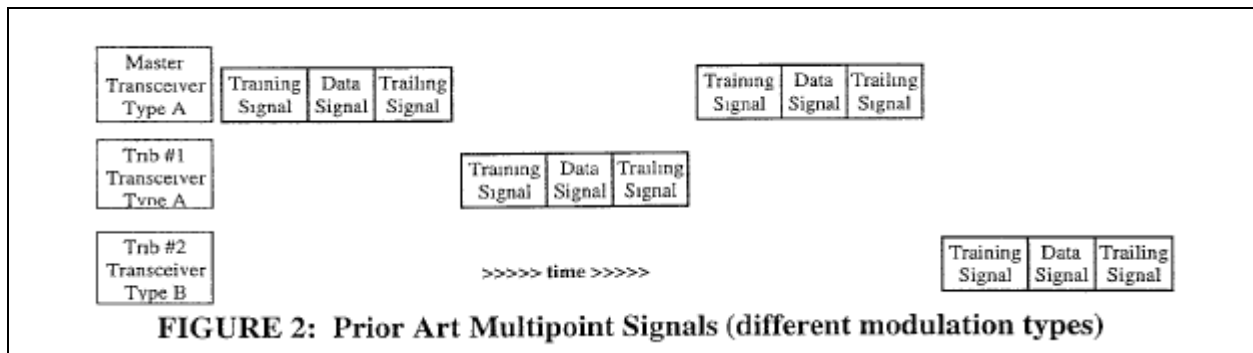 Master
Transceiver
Type A
Training
Signal
Data
Signal
Trailing
Signal
Training
Signal
Data
Signal
Trailing
Signal
Trib #1
Transceiver
Type A
Training
Signal
Data
Signal
Trailing
Signal
Trib #2
Transceiver
Type B
>>>>> time >>>>>
Training
Signal
Data
Signal
Trailing
Signal
FIGURE 2: Prior Art Multipoint Signals (different modulation types)